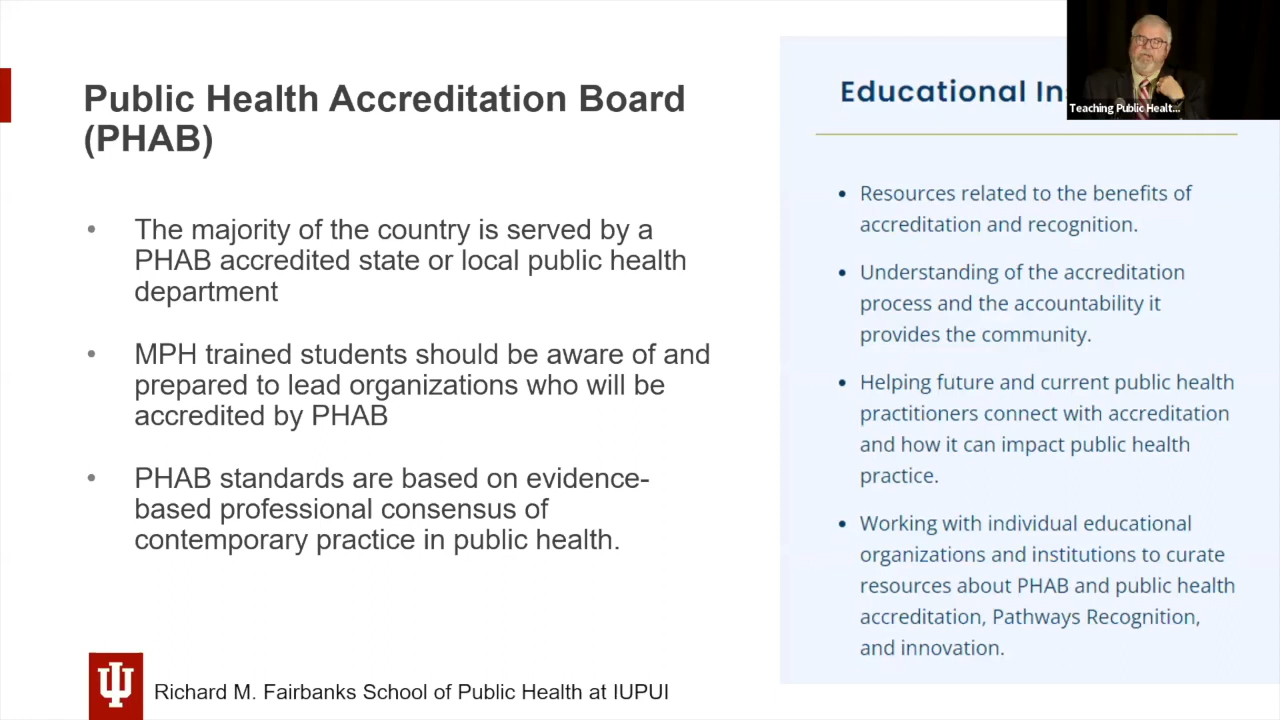 Public Health Accreditation Board
(PHAB)
• The majority of the country is served by a
PHAB accredited state or local public health
department
• MPH trained students should be aware of and
prepared to lead organizations who will be
accredited by PHAB
• PHAB standards are based on evidence-
based professional consensus of
contemporary practice in public health.
Richard M. Fairbanks School of Public Health at IUPUI
Educational
• Resources related to the benefits of
accreditation and recognition.
• Understanding of the accreditation
process and the accountability it
provides the community.
• Helping future and current public health
practitioners connect with accreditation
and how it can impact public health
practice.
• Working with individual educational
organizations and institutions to curate
resources about PHAB and public health
accreditation, Pathways Recognition,
and innovation.
Teaching Public Healt...